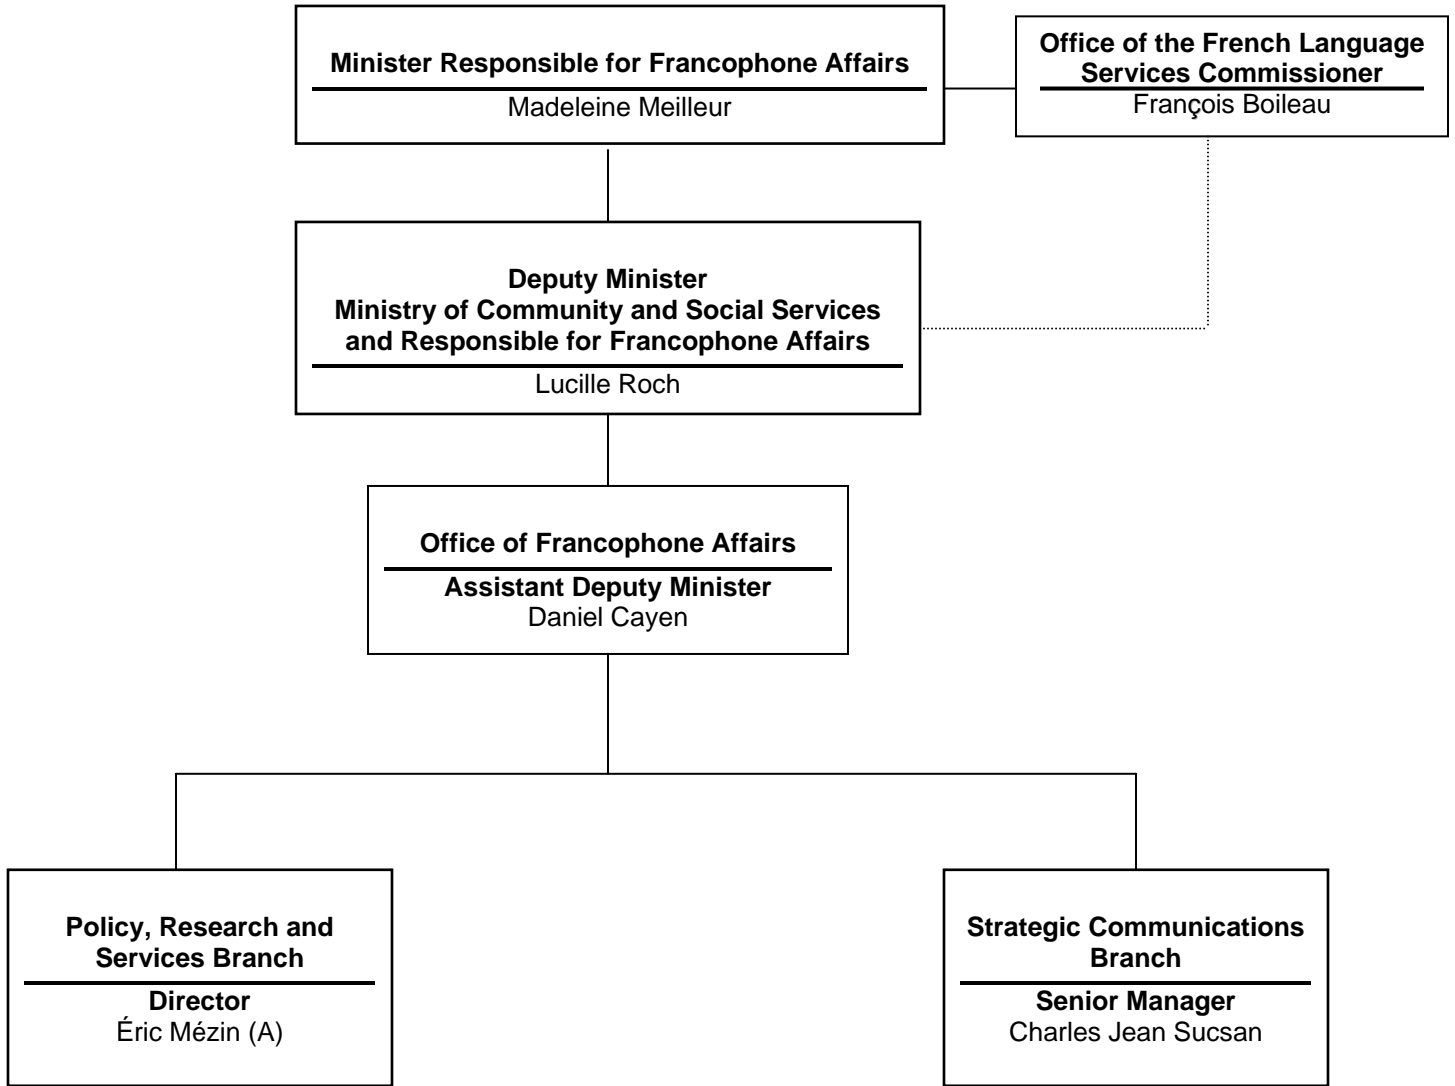 Minister Responsible for Francophone Affairs
Madeleine Meilleur
Office of the French Language
Services Commissioner
François Boileau
Deputy Minister
Ministry of Community and Social Services
and Responsible for Francophone Affairs
Lucille Roch
Office of Francophone Affairs
Assistant Deputy Minister
Daniel Cayen
Policy, Research and
Services Branch
Director
Éric Mézin (A)
Strategic Communications
Branch
Senior Manager
Charles Jean Sucsan